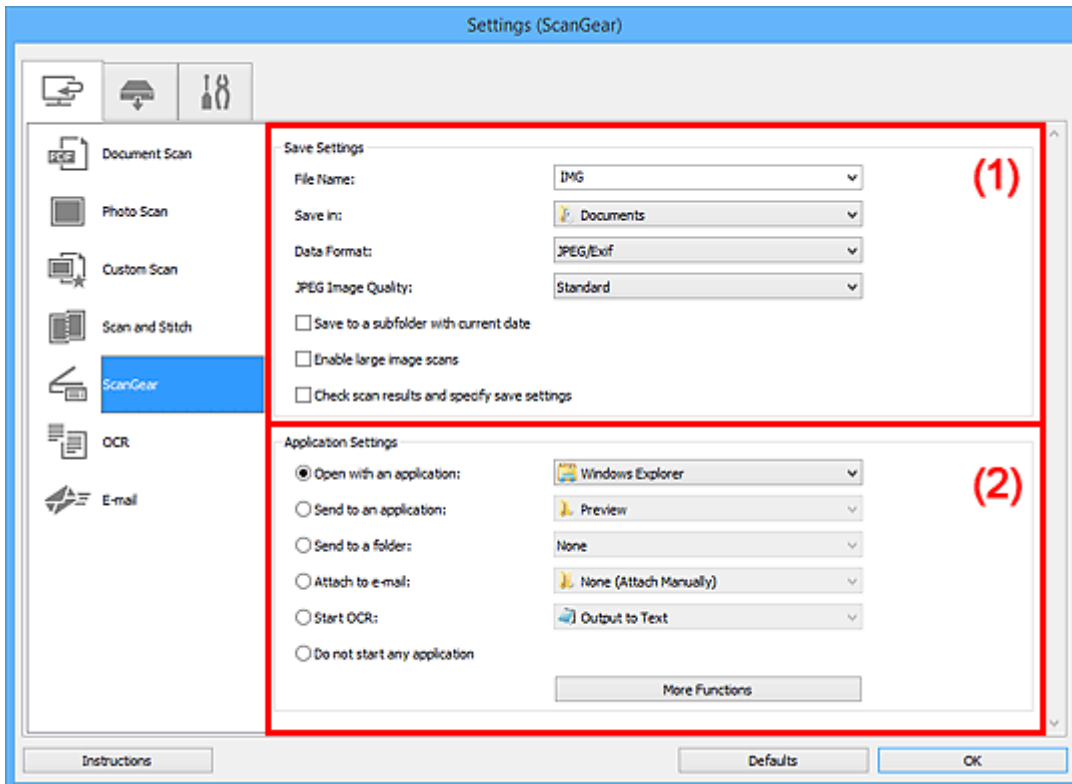 Settings (ScanGear)
Document Scan
Photo Scan
Custom Scan
Scan and Stitch
ScanGear
OCR
E-mail
Save Settings
(1)
File Name: IMG
Save in: Documents
Data Format: JPEG/Exif
JPEG Image Quality: Standard
Save to a subfolder with current date
Enable large image scans
Check scan results and specify save settings
Application Settings
(2)
Open with an application: Windows Explorer
Send to an application: Preview
Send to a folder: None
Attach to e-mail: None (Attach Manually)
Start OCR: Output to Text
Do not start any application
More Functions
Instructions Defaults OK